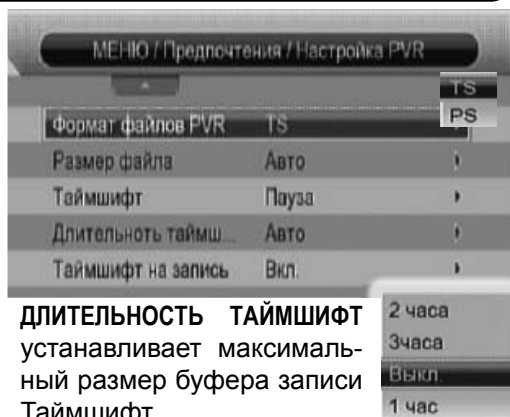 МЕНЮ / Предпочтения / Настройка PVR
TS
PS
Формат файлов PVR TS
Размер файла Авто
Таймшифт Пауза
Длительноть таймш... Авто
Таймшифт на запись Вкл.
ДЛИТЕЛЬНОСТЬ ТАЙМШИФТ
устанавливает максималь-
ный размер буфера записи
Таймшифт
2 часа
3часа
Выкл.
1 час